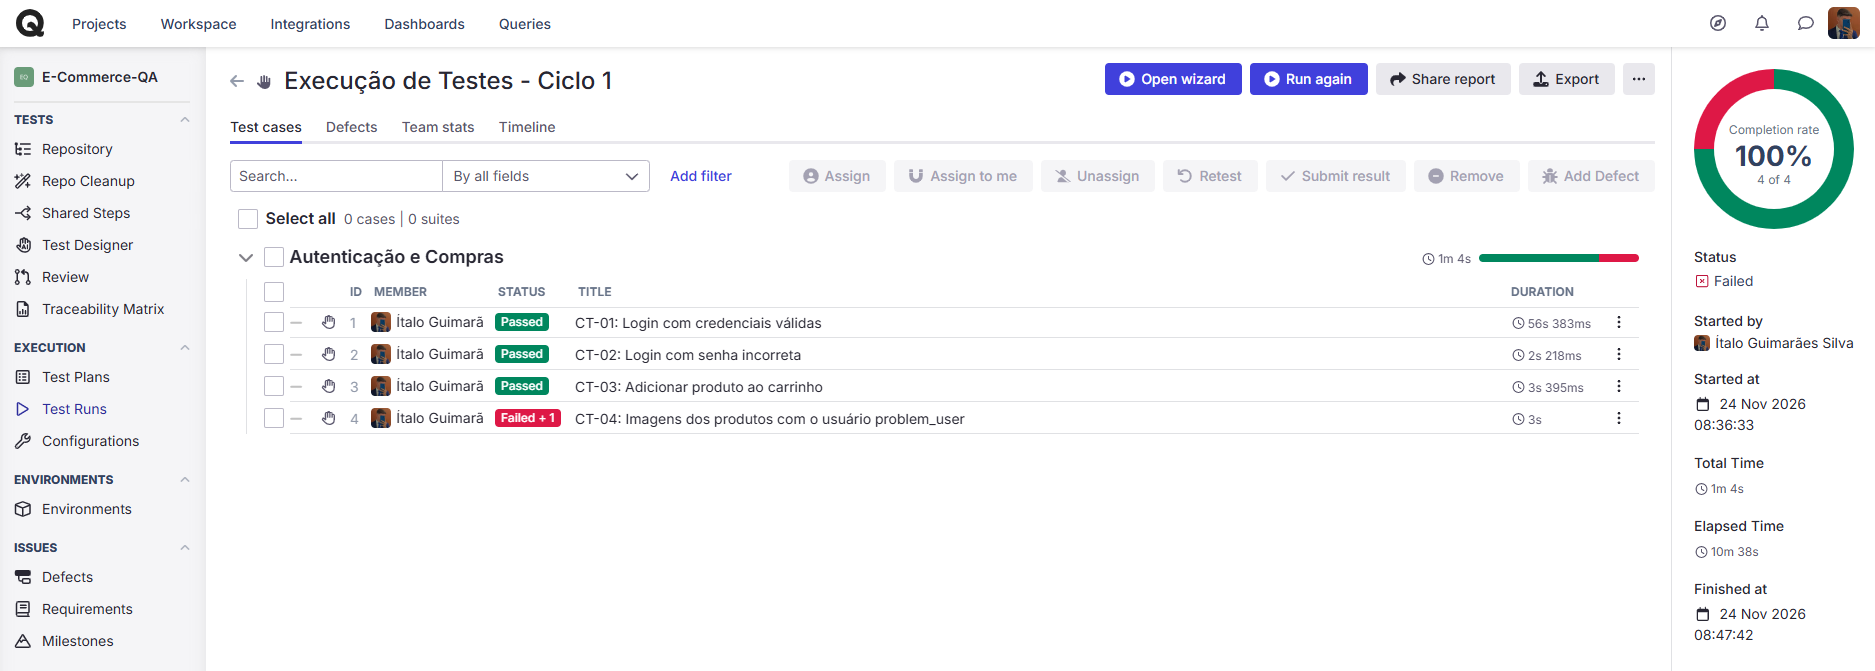 Q
Projects
Workspace
Integrations
Dashboards
Queries
EQ
E-Commerce-QA
TESTS
Repository
Repo Cleanup
Shared Steps
Test Designer
Review
Traceability Matrix
EXECUTION
Test Plans
Test Runs
Configurations
ENVIRONMENTS
Environments
ISSUES
Defects
Requirements
Milestones
Execução de Testes - Ciclo 1
Open wizard
Run again
Share report
Export
Test cases
Defects
Team stats
Timeline
Search...
By all fields
Add filter
Assign
Assign to me
Unassign
Retest
Submit result
Remove
Add Defect
Select all 0 cases | 0 suites
Autenticação e Compras
1m 4s
ID MEMBER STATUS TITLE DURATION
1 Ítalo Guimarã Passed CT-01: Login com credenciais válidas 56s 383ms
2 Ítalo Guimarã Passed CT-02: Login com senha incorreta 2s 218ms
3 Ítalo Guimarã Passed CT-03: Adicionar produto ao carrinho 3s 395ms
4 Ítalo Guimarã Failed + 1 CT-04: Imagens dos produtos com o usuário problem_user 3s
Completion rate
100%
4 of 4
Status
Failed
Started by
Ítalo Guimarães Silva
Started at
24 Nov 2026
08:36:33
Total Time
1m 4s
Elapsed Time
10m 38s
Finished at
24 Nov 2026
08:47:42